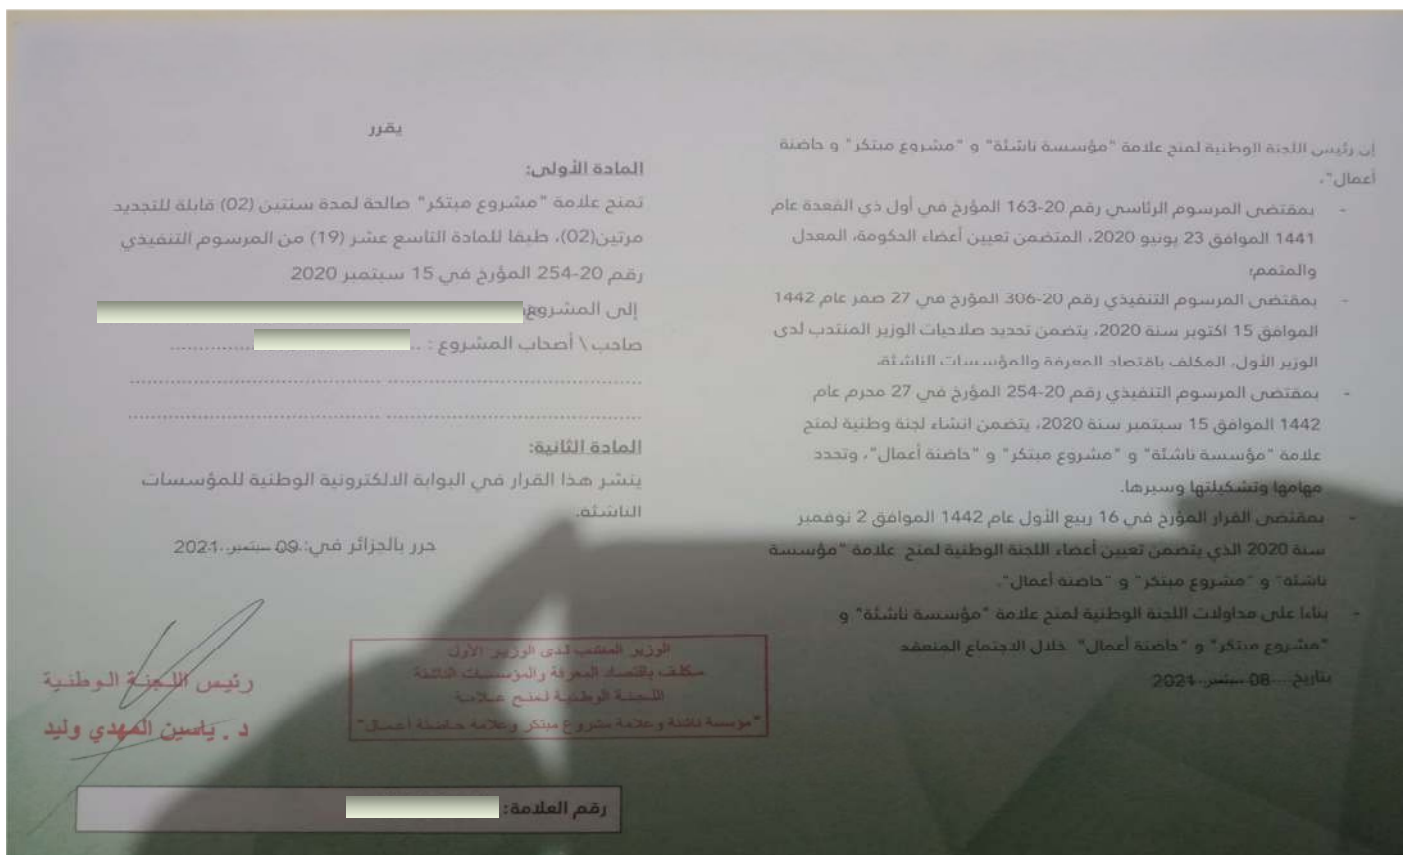 إن رئيس اللجنة الوطنية لمنح علامة "مؤسسة ناشئة" و "مشروع مبتكر" و حاضنة
أعمال"،
- بمقتضى المرسوم الرئاسي رقم 20-163 المؤرخ في أول ذي القعدة عام
1441 الموافق 23 يونيو 2020، المتضمن تعيين أعضاء الحكومة، المعدل
والمتمم؛
- بمقتضى المرسوم التنفيذي رقم 20-306 المؤرخ في 27 صفر عام 1442
الموافق 15 اكتوبر سنة 2020، يتضمن تحديد صلاحيات الوزير المنتدب لدى
الوزير الأول، المكلف باقتصاد المعرفة والمؤسسات الناشئة،
- بمقتضى المرسوم التنفيذي رقم 20-254 المؤرخ في 27 محرم عام
1442 الموافق 15 سبتمبر سنة 2020، يتضمن انشاء لجنة وطنية لمنح
علامة "مؤسسة ناشئة" و "مشروع مبتكر" و "حاضنة أعمال"، وتحدد
مهامها وتشكيلتها وسيرها.
- بمقتضى القرار المؤرخ في 16 ربيع الأول عام 1442 الموافق 2 نوفمبر
سنة 2020 الذي يتضمن تعيين أعضاء اللجنة الوطنية لمنح علامة "مؤسسة
ناشئة" و "مشروع مبتكر" و "حاضنة أعمال".
- بناءا على مداولات اللجنة الوطنية لمنح علامة "مؤسسة ناشئة" و
"مشروع مبتكر" و "حاضنة أعمال" خلال الاجتماع المنعقد
بتاريخ....08 سبتمبر 2021
يقرر
المادة الأولى:
تمنح علامة "مشروع مبتكر" صالحة لمدة سنتين (02) قابلة للتجديد
مرتين(02)، طبقا للمادة التاسع عشر (19) من المرسوم التنفيذي
رقم 20-254 المؤرخ في 15 سبتمبر 2020
إلى المشروع
صاحب \ أصحاب المشروع :
المادة الثانية:
ينشر هذا القرار في البوابة الالكترونية الوطنية للمؤسسات
الناشئة.
حرر بالجزائر في: 09 سبتمبر 2021
الوزير المنتدب لدى الوزير الأول
مكلف باقتصاد المعرفة والمؤسسات الناشئة
اللجنة الوطنية لمنح علامة
"مؤسسة ناشئة وعلامة مشروع مبتكر وعلامة حاضنة أعمال"
رئيس اللجنة الوطنية
د . ياسين المهدي وليد
رقم العلامة: